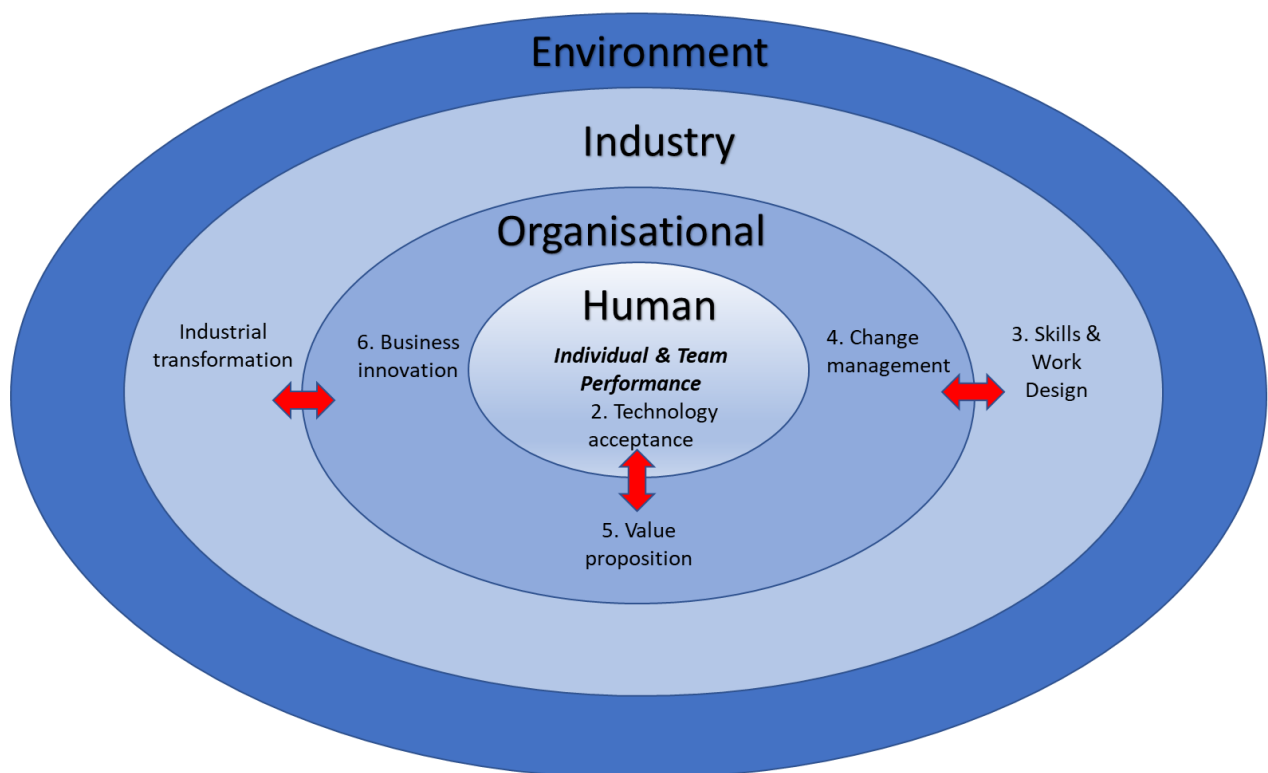 Environment
Industry
Organisational
Human
Individual & Team
Performance
2. Technology
acceptance
Industrial
transformation
6. Business
innovation
4. Change
management
3. Skills &
Work
Design
5. Value
proposition